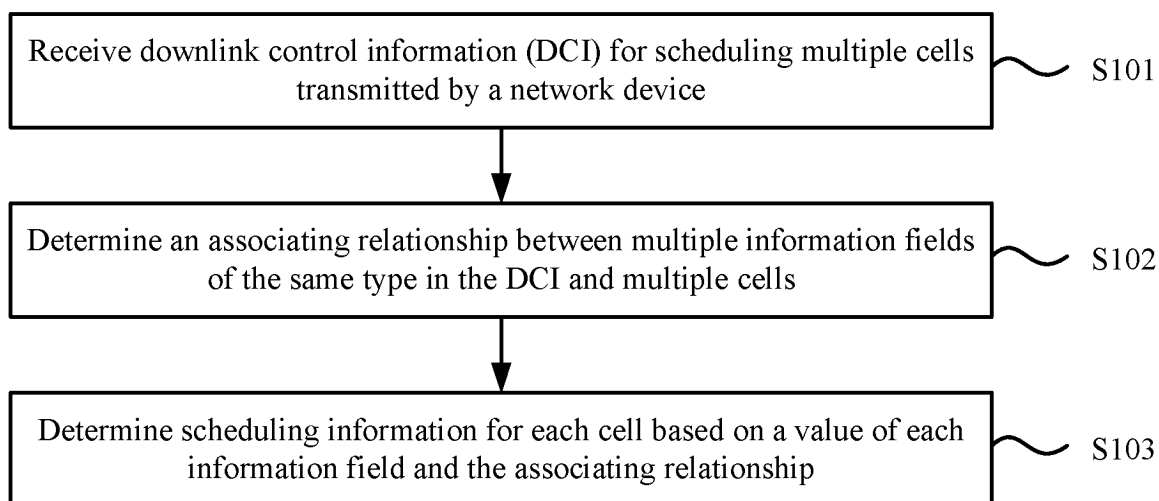 Receive downlink control information (DCI) for scheduling multiple cells
transmitted by a network device
S101
Determine an associating relationship between multiple information fields
of the same type in the DCI and multiple cells
S102
Determine scheduling information for each cell based on a value of each
information field and the associating relationship
S103